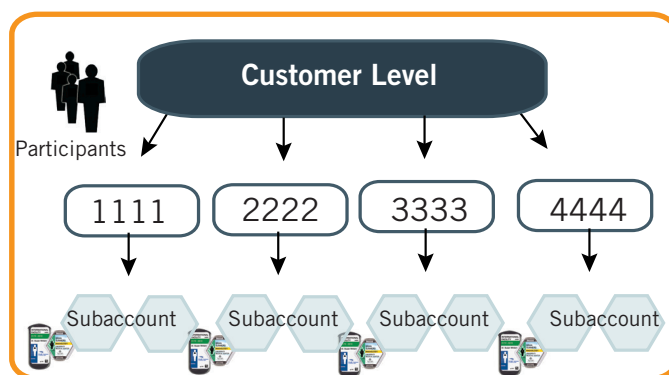 Customer Level
Participants
1111
2222
3333
4444
Subaccount
Subaccount
Subaccount
Subaccount